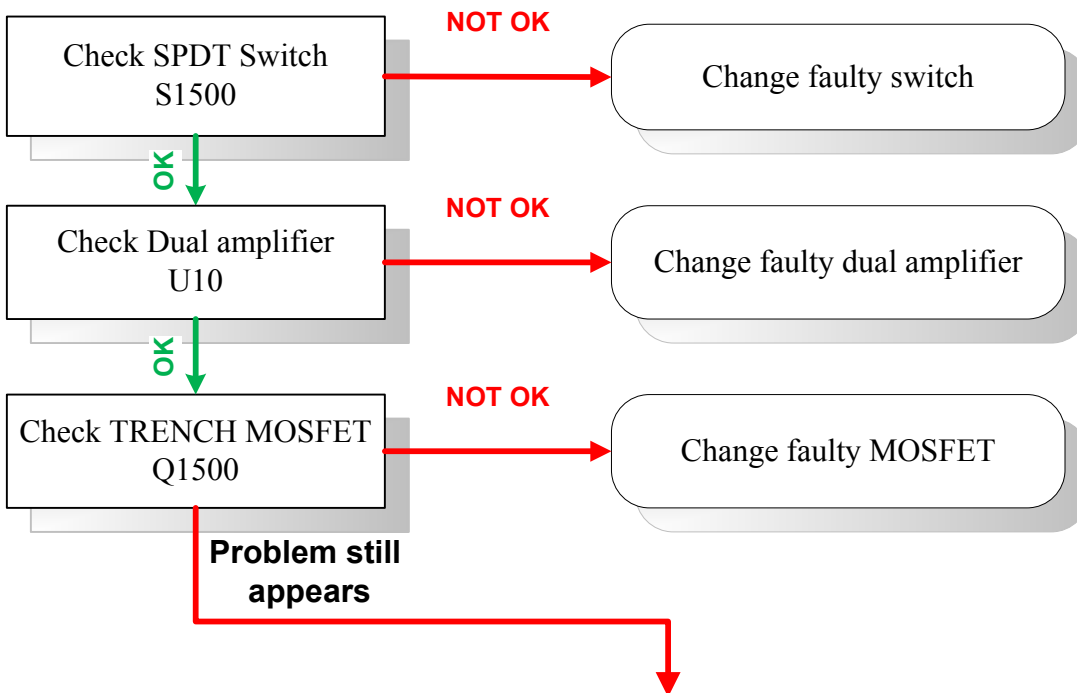 NOT OK
Check SPDT Switch
S1500
Change faulty switch
OK
NOT OK
Check Dual amplifier
U10
Change faulty dual amplifier
OK
NOT OK
Check TRENCH MOSFET
Q1500
Change faulty MOSFET
Problem still
appears